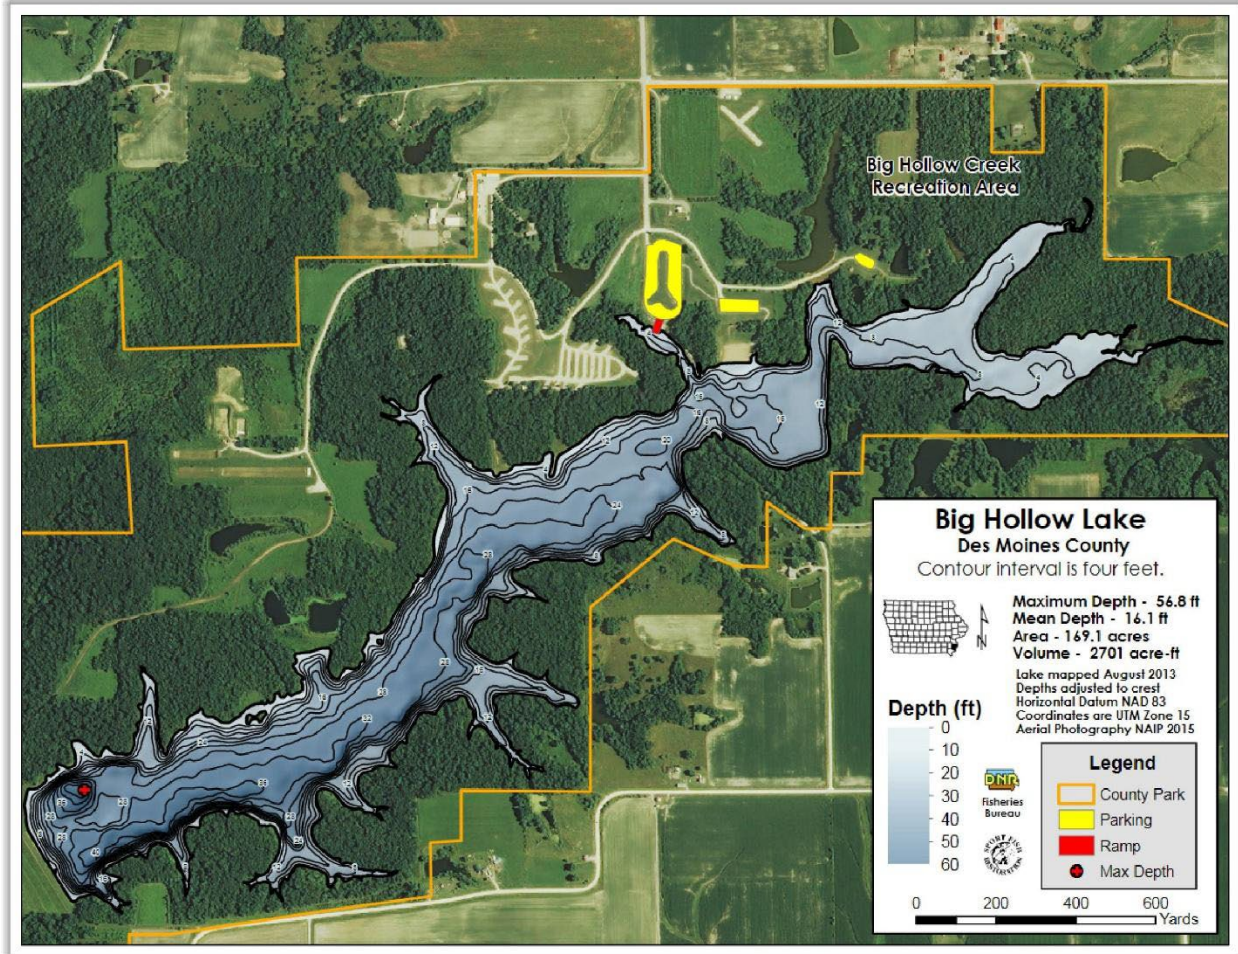 Big Hollow Creek
Recreation Area
Big Hollow Lake
Des Moines County
Contour interval is four feet.
Maximum Depth - 56.8 ft
Mean Depth - 16.1 ft
Area - 169.1 acres
Volume - 2701 acre-ft
N
Lake mapped August 2013
Depths adjusted to crest
Horizontal Datum NAD 83
Coordinates are UTM Zone 15
Aerial Photography NAIP 2015
Depth (ft)
0
10
20
30
40
50
60
DNR
Fisheries
Bureau
SPORT FISH
RESTORATION
Legend
County Park
Parking
Ramp
Max Depth
0 200 400 600
Yards